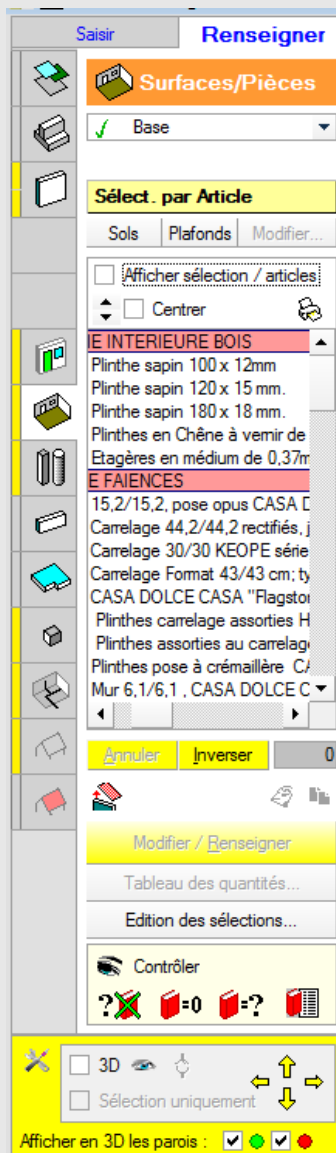 Saisir Renseigner
Surfaces/Pièces
Base
Sélect. par Article
Sols Plafonds Modifier...
Afficher sélection / articles
Centrer
IE INTERIEURE BOIS
Plinthe sapin 100 x 12mm
Plinthe sapin 120 x 15 mm.
Plinthe sapin 180 x 18 mm.
Plinthes en Chêne à vernir de
Etagères en médium de 0,37m
E FAIENCES
15,2/15,2, pose opus CASA D
Carrelage 44,2/44,2 rectifiés, j
Carrelage 30/30 KEOPE série
Carrelage Format 43/43 cm; ty
CASA DOLCE CASA "Flagstor
Plinthes carrelage assorties H
Plinthes assorties au carrelage
Plinthes pose à crémaillère CA
Mur 6,1/6,1 , CASA DOLCE C
Annuler Inverser 0
Modifier / Renseigner
Tableau des quantités...
Edition des sélections...
Contrôler
? =0 =?
3D
Sélection uniquement
Afficher en 3D les parois :